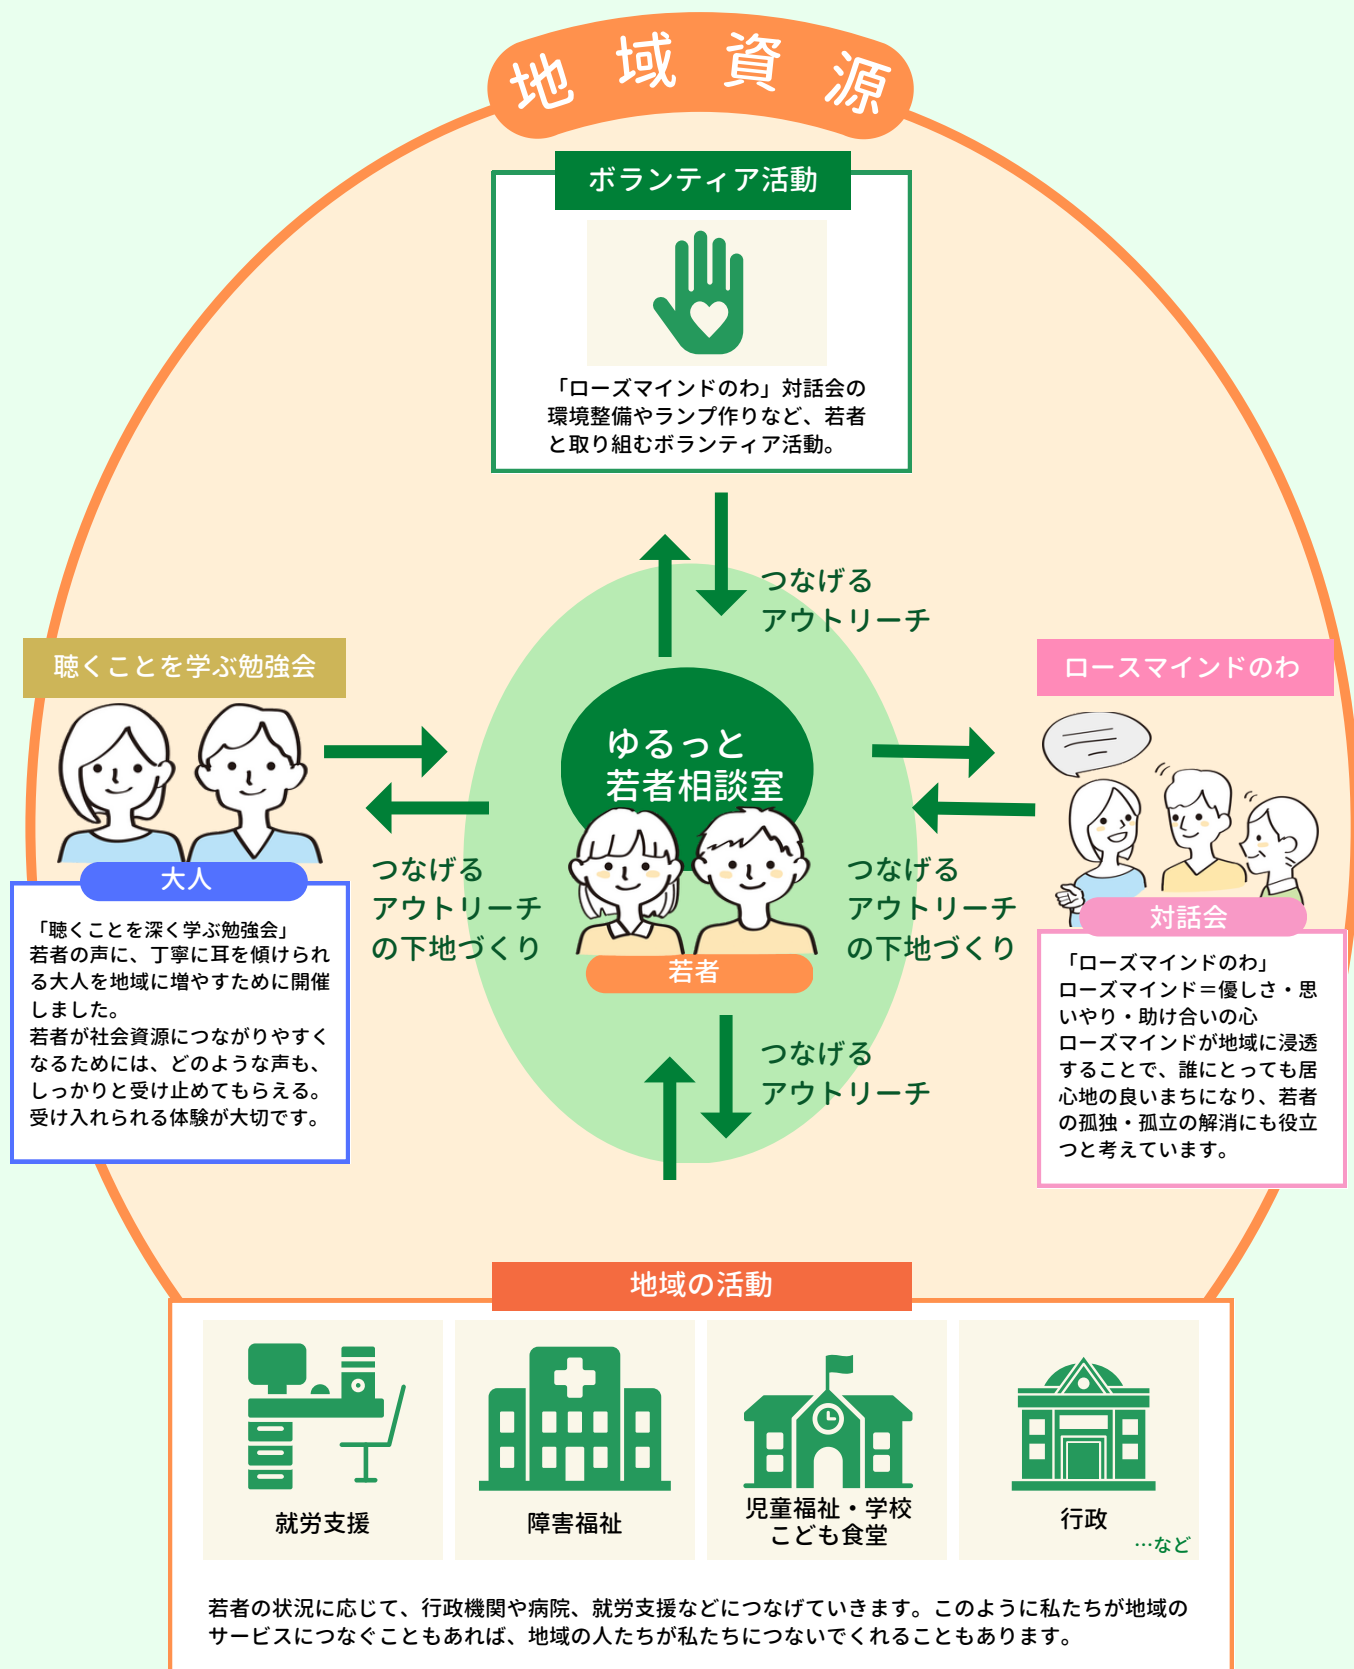 地域資源
ボランティア活動
「ローズマインドのわ」対話会の
環境整備やランプ作りなど、若者
と取り組むボランティア活動。
つなげる
アウトリーチ
聴くことを学ぶ勉強会
大人
「聴くことを深く学ぶ勉強会」
若者の声に、丁寧に耳を傾けられ
る大人を地域に増やすために開催
しました。
若者が社会資源につながりやすく
なるためには、どのような声も、
しっかりと受け止めてもらえる。
受け入れられる体験が大切です。
つなげる
アウトリーチ
の下地づくり
ゆるっと
若者相談室
若者
つなげる
アウトリーチ
の下地づくり
ロースマインドのわ
対話会
「ローズマインドのわ」
ローズマインド＝優しさ・思
いやり・助け合いの心
ローズマインドが地域に浸透
することで、誰にとっても居
心地の良いまちになり、若者
の孤独・孤立の解消にも役立
つと考えています。
つなげる
アウトリーチ
地域の活動
就労支援
障害福祉
児童福祉・学校
こども食堂
行政
…など
若者の状況に応じて、行政機関や病院、就労支援などにつなげていきます。このように私たちが地域の
サービスにつなぐこともあれば、地域の人たちが私たちにつないでくれることもあります。